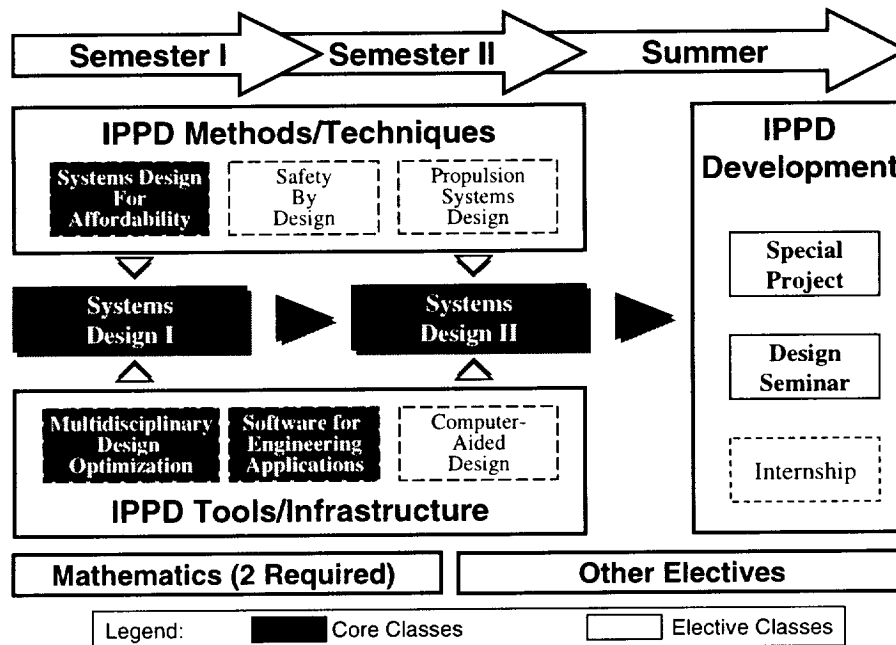 Semester I
Semester II
Summer
IPPD Methods/Techniques
Systems Design
For
Affordability
Safety
By
Design
Propulsion
Systems
Design
Systems
Design I
Systems
Design II
Multidisciplinary
Design
Optimization
Software for
Engineering
Applications
Computer-
Aided
Design
IPPD Tools/Infrastructure
IPPD
Development
Special
Project
Design
Seminar
Internship
Mathematics (2 Required)
Other Electives
Legend:
Core Classes
Elective Classes